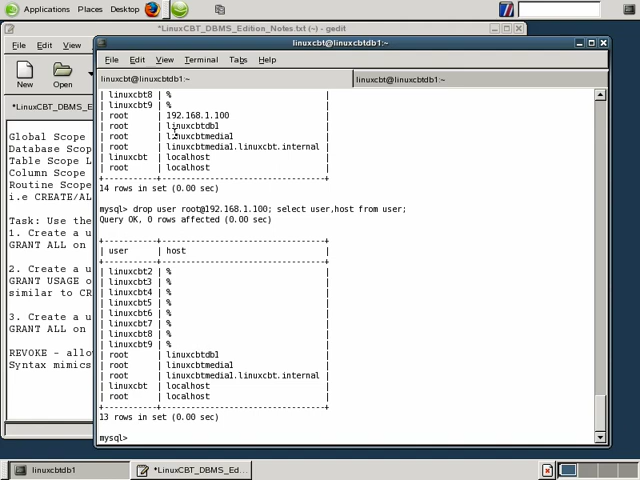 Applications Places Desktop
*LinuxCBT_DBMS_Edition_Notes.txt (~) - gedit
File Edit View
New Open
*LinuxCBT_DBMS_E
Global Scope
Database Scop
Table Scope L
Column Scope
Routine Scope
i.e CREATE/AL
Task: Use the
1. Create a u
GRANT ALL on
2. Create a u
GRANT USAGE o
similar to CR
3. Create a u
GRANT ALL on
REVOKE - allo
Syntax mimics
linuxcbt@linuxcbtdb1:~
File Edit View Terminal Tabs Help
linuxcbt@linuxcbtdb1:~ linuxcbt@linuxcbtdb1:~
| linuxcbt8 | % |
| linuxcbt9 | % |
| root | 192.168.1.100 |
| root | linuxcbtdb1 |
| root | linuxcbtmedia1 |
| root | linuxcbtmedia1.linuxcbt.internal |
| linuxcbt | localhost |
| root | localhost |
+-----------+----------------------------------+
14 rows in set (0.00 sec)
mysql> drop user root@192.168.1.100; select user,host from user;
Query OK, 0 rows affected (0.00 sec)
+-----------+----------------------------------+
| user | host |
+-----------+----------------------------------+
| linuxcbt2 | % |
| linuxcbt3 | % |
| linuxcbt4 | % |
| linuxcbt5 | % |
| linuxcbt6 | % |
| linuxcbt7 | % |
| linuxcbt8 | % |
| linuxcbt9 | % |
| root | linuxcbtdb1 |
| root | linuxcbtmedia1 |
| root | linuxcbtmedia1.linuxcbt.internal |
| linuxcbt | localhost |
| root | localhost |
+-----------+----------------------------------+
13 rows in set (0.00 sec)
mysql>
linuxcbtdb1 *LinuxCBT_DBMS_Ed...